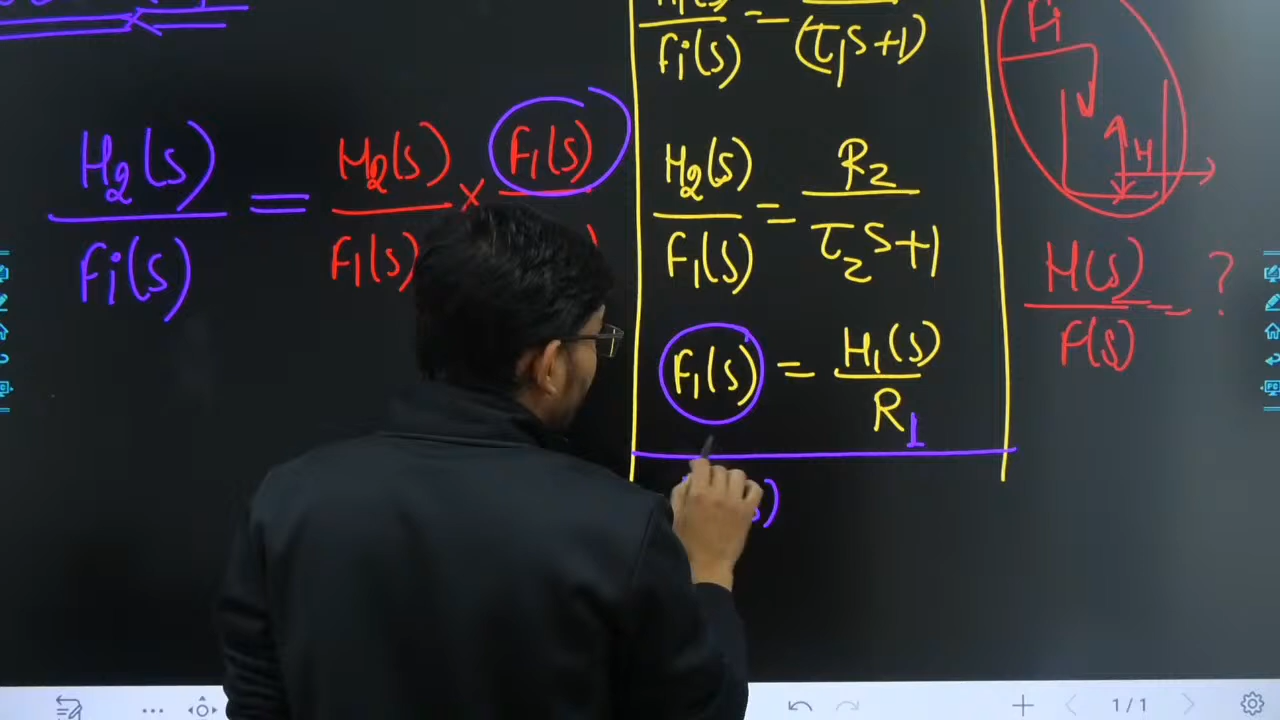 H₂(s) / Fi(s) = H₂(s) / F₁(s) × F₁(s)
Fi(s) = (τ₁s+1)
H₂(s) / F₁(s) = R₂ / τ₂s+1
F₁(s) = H₁(s) / R₁
s)
Fi
H
H(s) / F(s) = ?
1/1